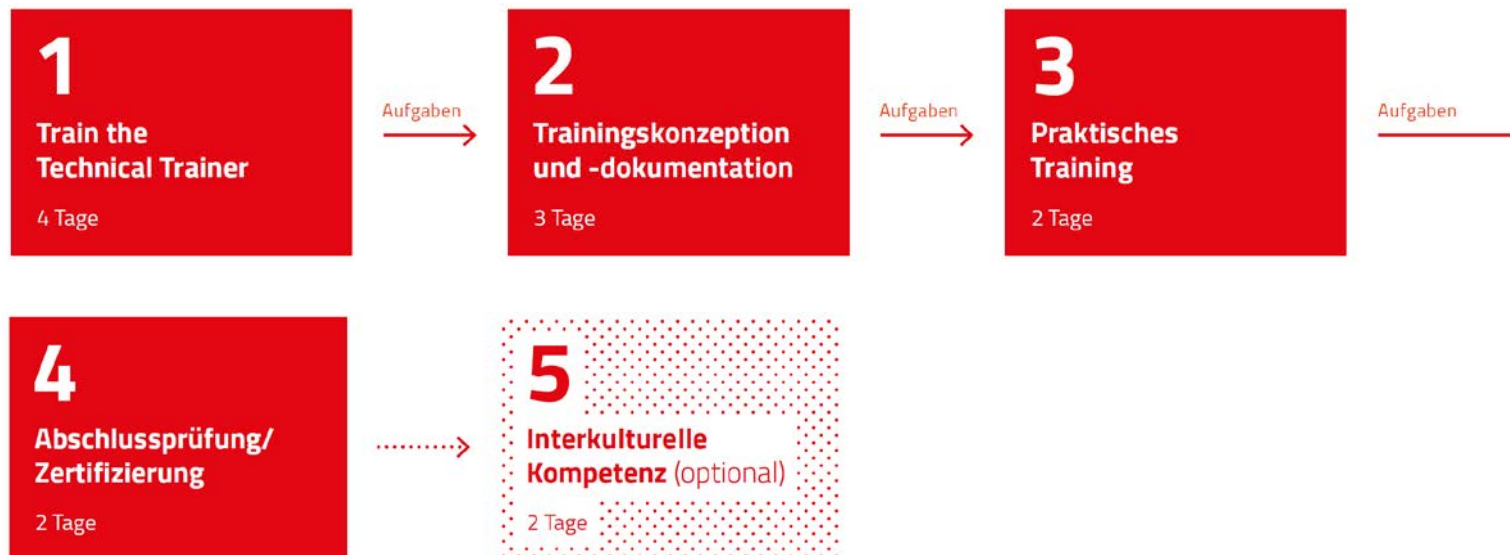 1
Train the
Technical Trainer
4 Tage
Aufgaben
2
Trainingskonzeption
und -dokumentation
3 Tage
Aufgaben
3
Praktisches
Training
2 Tage
Aufgaben
4
Abschlussprüfung/
Zertifizierung
2 Tage
5
Interkulturelle
Kompetenz (optional)
2 Tage